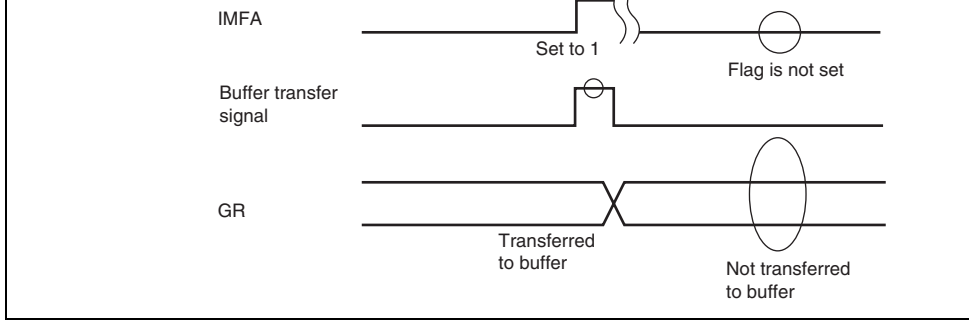 IMFA
Set to 1
Flag is not set
Buffer transfer
signal
GR
Transferred
to buffer
Not transferred
to buffer